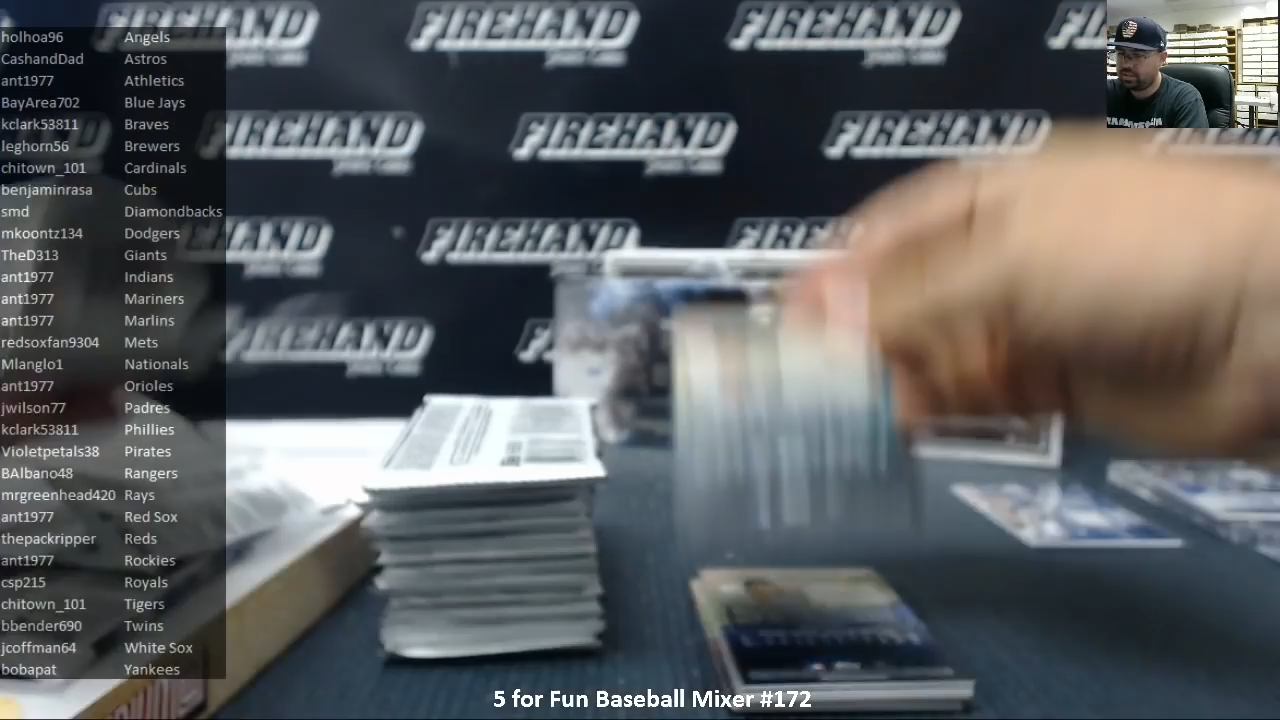 FIREHAND FIREHAND FIREHAND
FIREHAND FIREHAND FIREHAND
FIREHAND FIREHAND
holhoa96 Angels
CashandDad Astros
ant1977 Athletics
BayArea702 Blue Jays
kclark53811 Braves
leghorn56 Brewers
chitown_101 Cardinals
benjaminrasa Cubs
smd Diamondbacks
mkoontz134 Dodgers
TheD313 Giants
ant1977 Indians
ant1977 Mariners
ant1977 Marlins
redsoxfan9304 Mets
Mlanglo1 Nationals
ant1977 Orioles
jwilson77 Padres
kclark53811 Phillies
Violetpetals38 Pirates
BAlbano48 Rangers
mrgreenhead420 Rays
ant1977 Red Sox
thepackripper Reds
ant1977 Rockies
csp215 Royals
chitown_101 Tigers
bbender690 Twins
jcoffman64 White Sox
bobapat Yankees
5 for Fun Baseball Mixer #172